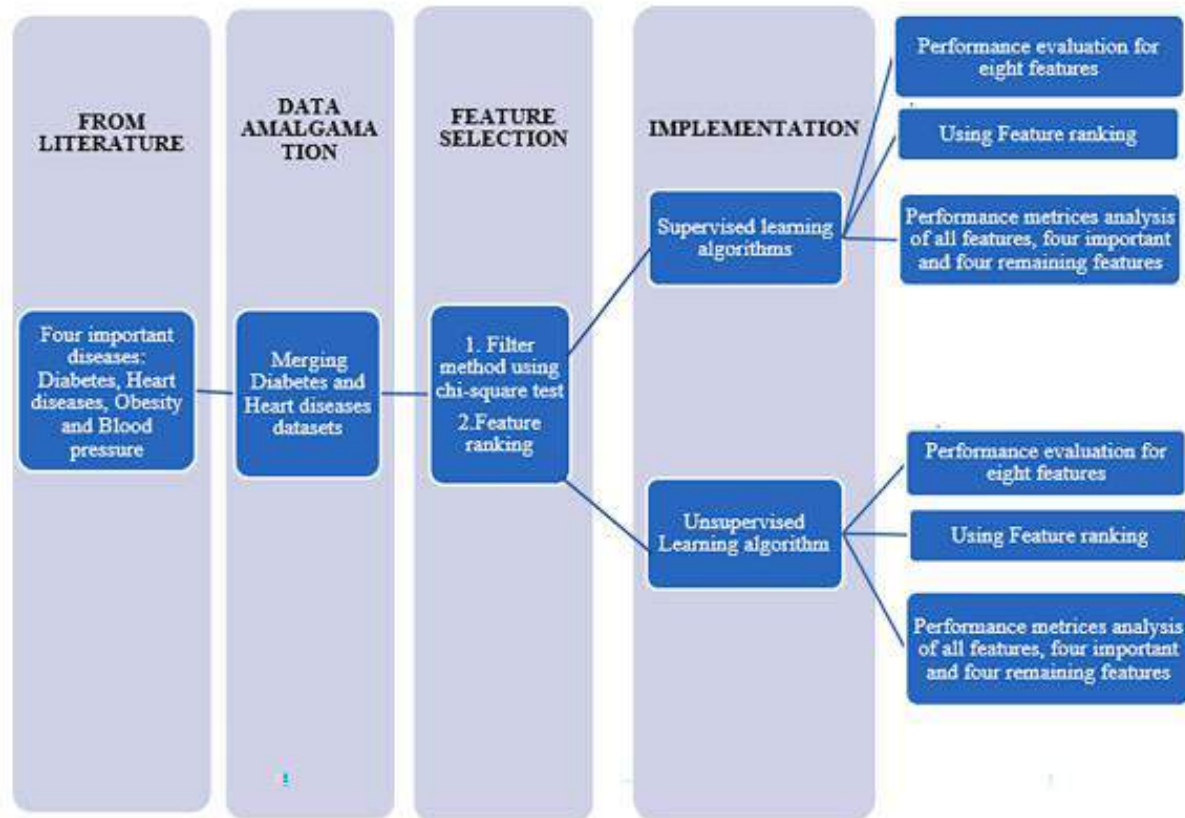 FROM
LITERATURE
Four important
diseases:
Diabetes, Heart
diseases, Obesity
and Blood
pressure
DATA
AMALGAMA
TION
Merging
Diabetes and
Heart diseases
datasets
FEATURE
SELECTION
1. Filter
method using
chi-square test
2.Feature
ranking
IMPLEMENTATION
Supervised learning
algorithms
Performance evaluation for
eight features
Using Feature ranking
Performance metrices analysis
of all features, four important
and four remaining features
Unsupervised
Learning algorithm
Performance evaluation for
eight features
Using Feature ranking
Performance metrices analysis
of all features, four important
and four remaining features